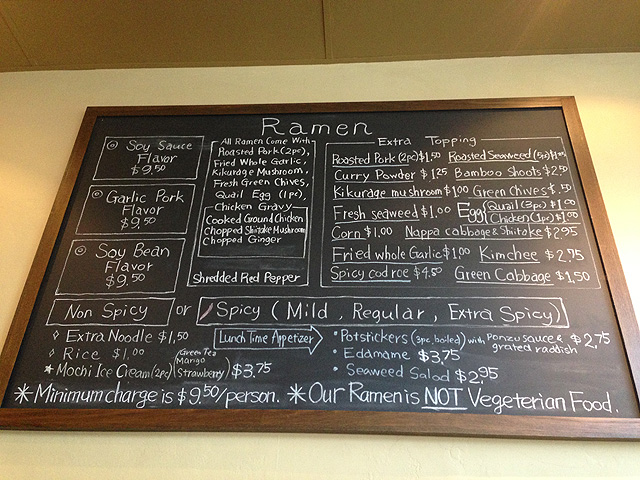 Ramen
Soy Sauce
Flavor
$9.50
Garlic Pork
Flavor
$9.50
Soy Bean
Flavor
$9.50
All Ramen Come With
Roasted Pork (2pc),
Fried Whole Garlic,
Kikurage Mushroom,
Fresh Green Chives,
Quail Egg (1pc),
Chicken Gravy
Cooked Ground Chicken
Chopped Shiitake Mushroom
Chopped Ginger
Shredded Red Pepper
Extra Topping
Roasted Pork (2pc) $1.50 Roasted Seaweed
Curry Powder $1.25 Bamboo Shoots $2.50
Kikurage mushroom $1.00 Green Chives $.50
Fresh seaweed $1.00 Egg (Quail (3pc) $1.00
(Chicken (1pc) $1.00
Corn $1.00 Nappa cabbage & Shiitake $2.95
Fried whole Garlic $1.00 Kimchee $2.75
Spicy cod roe $4.50 Green Cabbage $1.50
Non Spicy or Spicy (Mild, Regular, Extra Spicy)
Extra Noodle $1.50
Rice $1.00
★Mochi Ice Cream (2pc) (Green Tea
Mango
Strawberry) $3.75
Lunch Time Appetizer
• Potstickers (3pc, boiled) with Ponzu sauce & $2.75
grated raddish
• Edamame $3.75
• Seaweed Salad $2.95
*Minimum charge is $9.50/person. *Our Ramen is NOT Vegeterian Food.